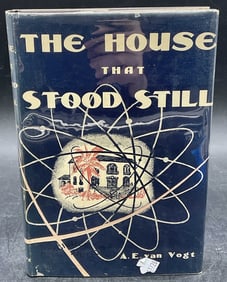 THE HOUSE
THAT
STOOD STILL
A.E. van Vogt